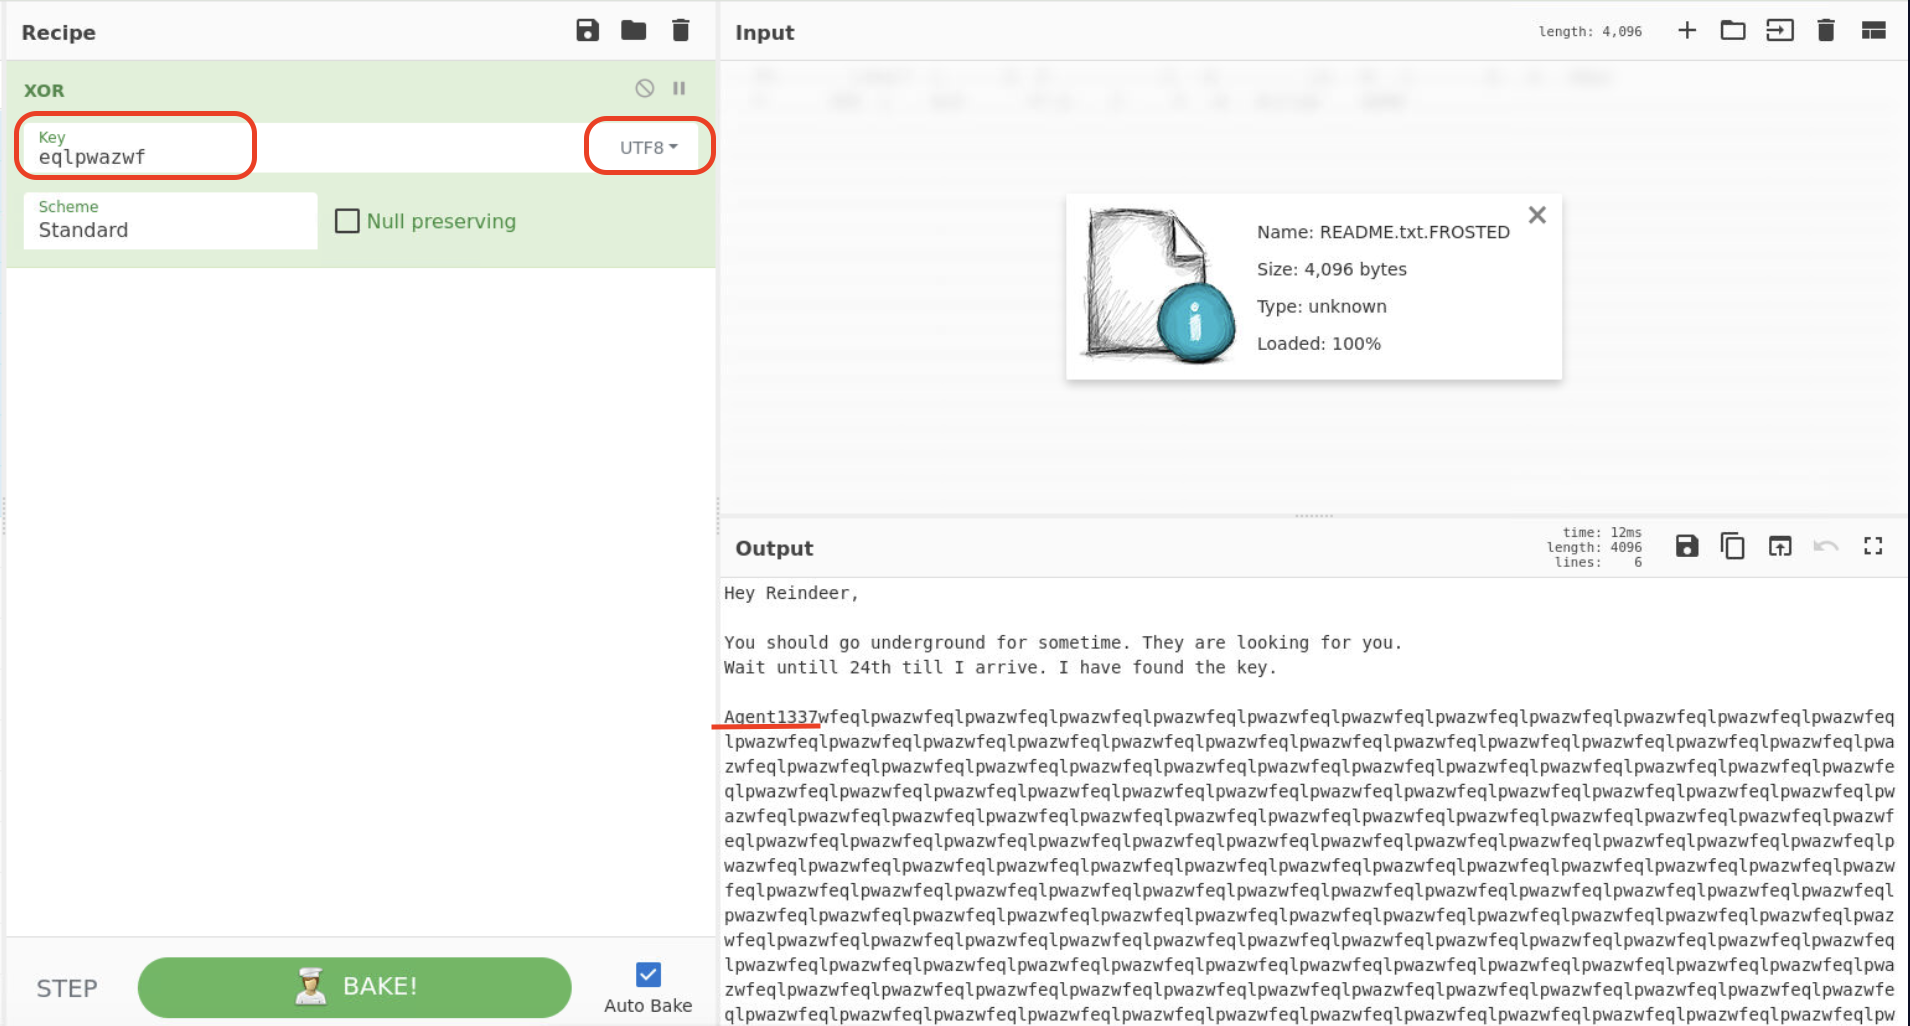 Recipe
XOR
Key
eqlpwazwf
UTF8
Scheme
Standard
Null preserving
STEP
BAKE!
Auto Bake
Input
length: 4,096
Name: README.txt.FROSTED
Size: 4,096 bytes
Type: unknown
Loaded: 100%
Output
time: 12ms
length: 4096
lines: 6
Hey Reindeer,
You should go underground for sometime. They are looking for you.
Wait untill 24th till I arrive. I have found the key.
Agent1337wfeqlpwazwfeqlpwazwfeqlpwazwfeqlpwazwfeqlpwazwfeqlpwazwfeqlpwazwfeqlpwazwfeqlpwazwfeqlpwazwfeqlpwazwfeq
lpwazwfeqlpwazwfeqlpwazwfeqlpwazwfeqlpwazwfeqlpwazwfeqlpwazwfeqlpwazwfeqlpwazwfeqlpwazwfeqlpwazwfeqlpwazwfeqlpwa
zwfeqlpwazwfeqlpwazwfeqlpwazwfeqlpwazwfeqlpwazwfeqlpwazwfeqlpwazwfeqlpwazwfeqlpwazwfeqlpwazwfeqlpwazwfeqlpwazwfe
qlpwazwfeqlpwazwfeqlpwazwfeqlpwazwfeqlpwazwfeqlpwazwfeqlpwazwfeqlpwazwfeqlpwazwfeqlpwazwfeqlpwazwfeqlpwazwfeqlpw
azwfeqlpwazwfeqlpwazwfeqlpwazwfeqlpwazwfeqlpwazwfeqlpwazwfeqlpwazwfeqlpwazwfeqlpwazwfeqlpwazwfeqlpwazwfeqlpwazwf
eqlpwazwfeqlpwazwfeqlpwazwfeqlpwazwfeqlpwazwfeqlpwazwfeqlpwazwfeqlpwazwfeqlpwazwfeqlpwazwfeqlpwazwfeqlpwazwfeqlp
wazwfeqlpwazwfeqlpwazwfeqlpwazwfeqlpwazwfeqlpwazwfeqlpwazwfeqlpwazwfeqlpwazwfeqlpwazwfeqlpwazwfeqlpwazwfeqlpwazw
feqlpwazwfeqlpwazwfeqlpwazwfeqlpwazwfeqlpwazwfeqlpwazwfeqlpwazwfeqlpwazwfeqlpwazwfeqlpwazwfeqlpwazwfeqlpwazwfeql
pwazwfeqlpwazwfeqlpwazwfeqlpwazwfeqlpwazwfeqlpwazwfeqlpwazwfeqlpwazwfeqlpwazwfeqlpwazwfeqlpwazwfeqlpwazwfeqlpwaz
wfeqlpwazwfeqlpwazwfeqlpwazwfeqlpwazwfeqlpwazwfeqlpwazwfeqlpwazwfeqlpwazwfeqlpwazwfeqlpwazwfeqlpwazwfeqlpwazwfeq
lpwazwfeqlpwazwfeqlpwazwfeqlpwazwfeqlpwazwfeqlpwazwfeqlpwazwfeqlpwazwfeqlpwazwfeqlpwazwfeqlpwazwfeqlpwazwfeqlpwa
zwfeqlpwazwfeqlpwazwfeqlpwazwfeqlpwazwfeqlpwazwfeqlpwazwfeqlpwazwfeqlpwazwfeqlpwazwfeqlpwazwfeqlpwazwfeqlpwazwfe
qlpwazwfeqlpwazwfeqlpwazwfeqlpwazwfeqlpwazwfeqlpwazwfeqlpwazwfeqlpwazwfeqlpwazwfeqlpwazwfeqlpwazwfeqlpwazwfeqlpw